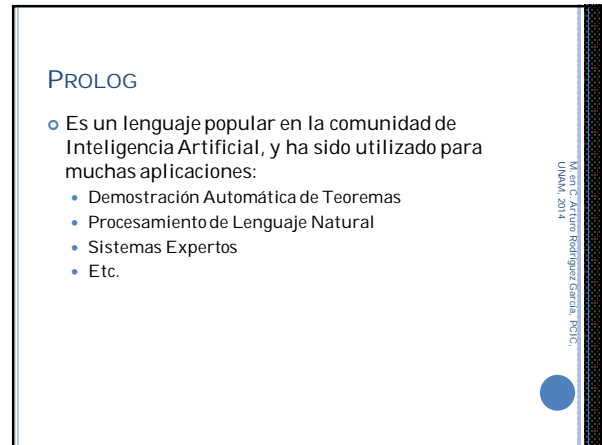 PROLOG
Es un lenguaje popular en la comunidad de
Inteligencia Artificial, y ha sido utilizado para
muchas aplicaciones:
Demostración Automática de Teoremas
Procesamiento de Lenguaje Natural
Sistemas Expertos
Etc.
M. en C. Arturo Rodríguez García, PCIC,
UNAM, 2014